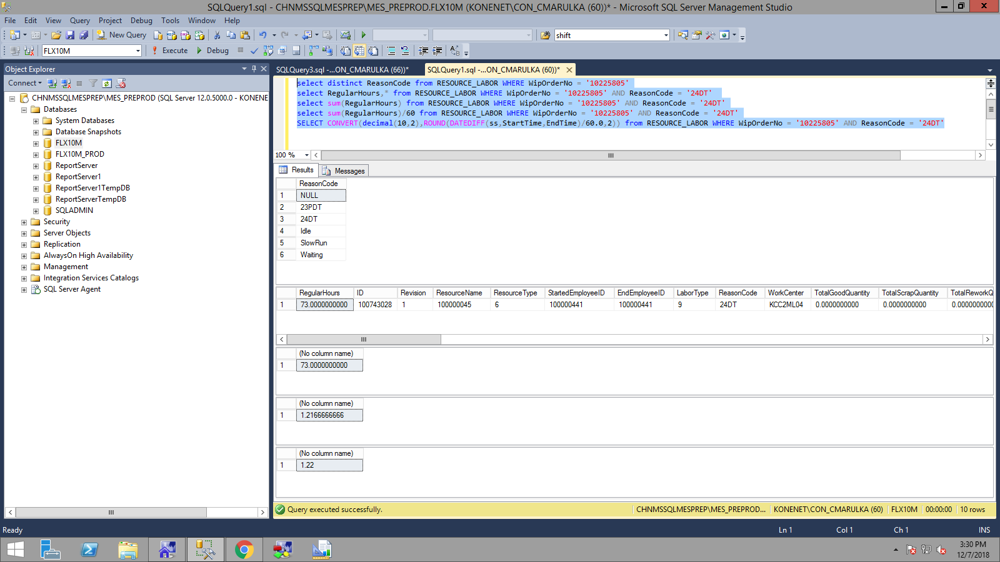 SQLQuery1.sql - CHNMSSQLMESPREP\MES_PREPROD.FLX10M (KONENET\CON_CMARULKA (60))* - Microsoft SQL Server Management Studio
File Edit View Query Project Debug Tools Window Help
New Query
shift
FLX10M
Execute
Debug
Object Explorer
SQLQuery3.sql -...ON_CMARULKA (66))*
SQLQuery1.sql -...ON_CMARULKA (60))*
Connect
CHNMSSQLMESPREP\MES_PREPROD (SQL Server 12.0.5000.0 - KONENE
Databases
System Databases
Database Snapshots
FLX10M
FLX10M_PROD
ReportServer
ReportServer1
ReportServer1TempDB
ReportServerTempDB
SQLADMIN
Security
Server Objects
Replication
AlwaysOn High Availability
Management
Integration Services Catalogs
SQL Server Agent
select distinct ReasonCode from RESOURCE_LABOR WHERE WipOrderNo = '10225805'
select RegularHours,* from RESOURCE_LABOR WHERE WipOrderNo = '10225805' AND ReasonCode = '24DT'
select sum(RegularHours) from RESOURCE_LABOR WHERE WipOrderNo = '10225805' AND ReasonCode = '24DT'
select sum(RegularHours)/60 from RESOURCE_LABOR WHERE WipOrderNo = '10225805' AND ReasonCode = '24DT'
SELECT CONVERT(decimal(10,2),ROUND(DATEDIFF(ss,StartTime,EndTime)/60.0,2)) from RESOURCE_LABOR WHERE WipOrderNo = '10225805' AND ReasonCode = '24DT'
100 %
Results Messages
ReasonCode
1 NULL
2 23PDT
3 24DT
4 Idle
5 SlowRun
6 Waiting
RegularHours ID Revision ResourceName ResourceType StartedEmployeeID EndEmployeeID LaborType ReasonCode WorkCenter TotalGoodQuantity TotalScrapQuantity TotalReworkQ
1 73.0000000000 100743028 1 100000045 6 100000441 100000441 9 24DT KCC2ML04 0.0000000000 0.0000000000 0.000000000
(No column name)
1 73.0000000000
(No column name)
1 1.2166666666
(No column name)
1 1.22
Query executed successfully.
CHNMSSQLMESPREP\MES_PREPROD... KONENET\CON_CMARULKA (60) FLX10M 00:00:00 10 rows
Ready
Ln 1 Col 1 Ch 1 INS
3:30 PM
12/7/2018